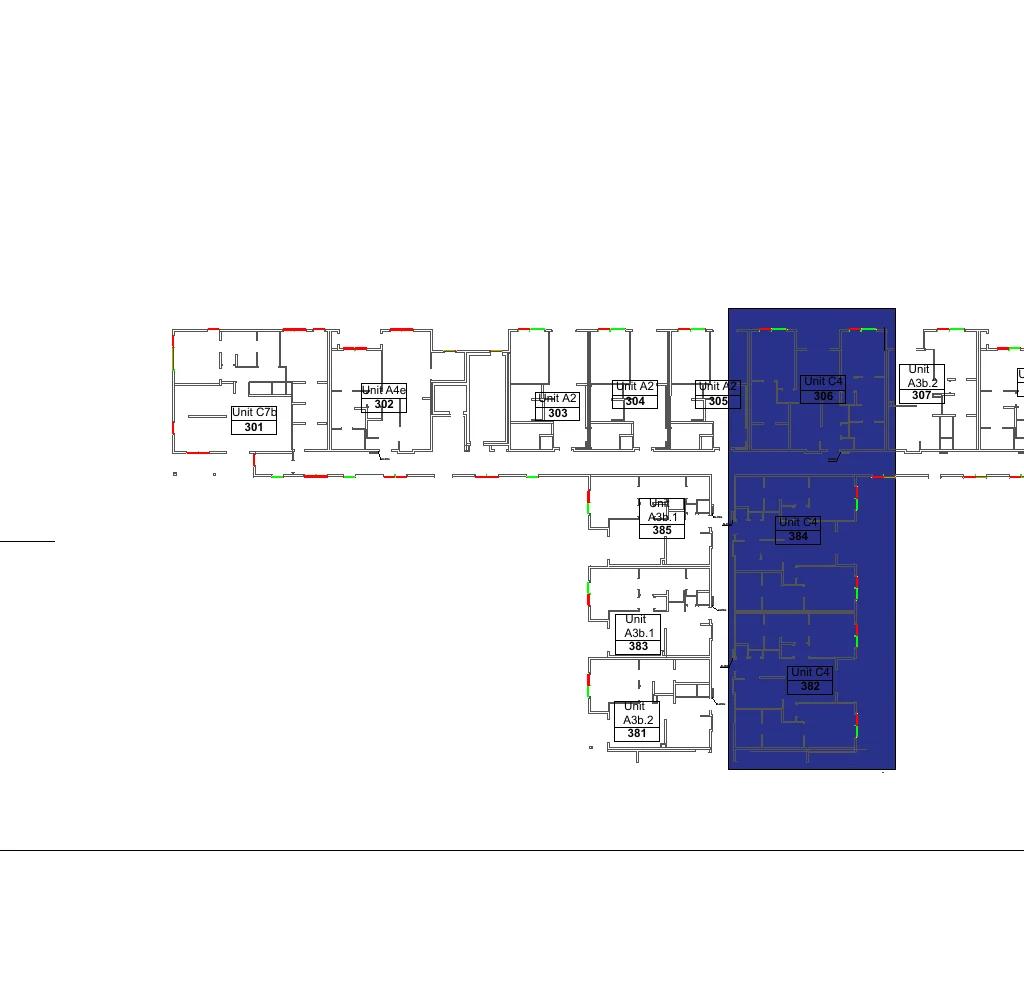 Unit C7b
301
Unit A4e
302
Unit A2
303
Unit A2
304
Unit A2
305
Unit C4
306
Unit
A3b.2
307
Unit
A3b.1
385
Unit C4
384
Unit
A3b.1
383
Unit C4
382
Unit
A3b.2
381